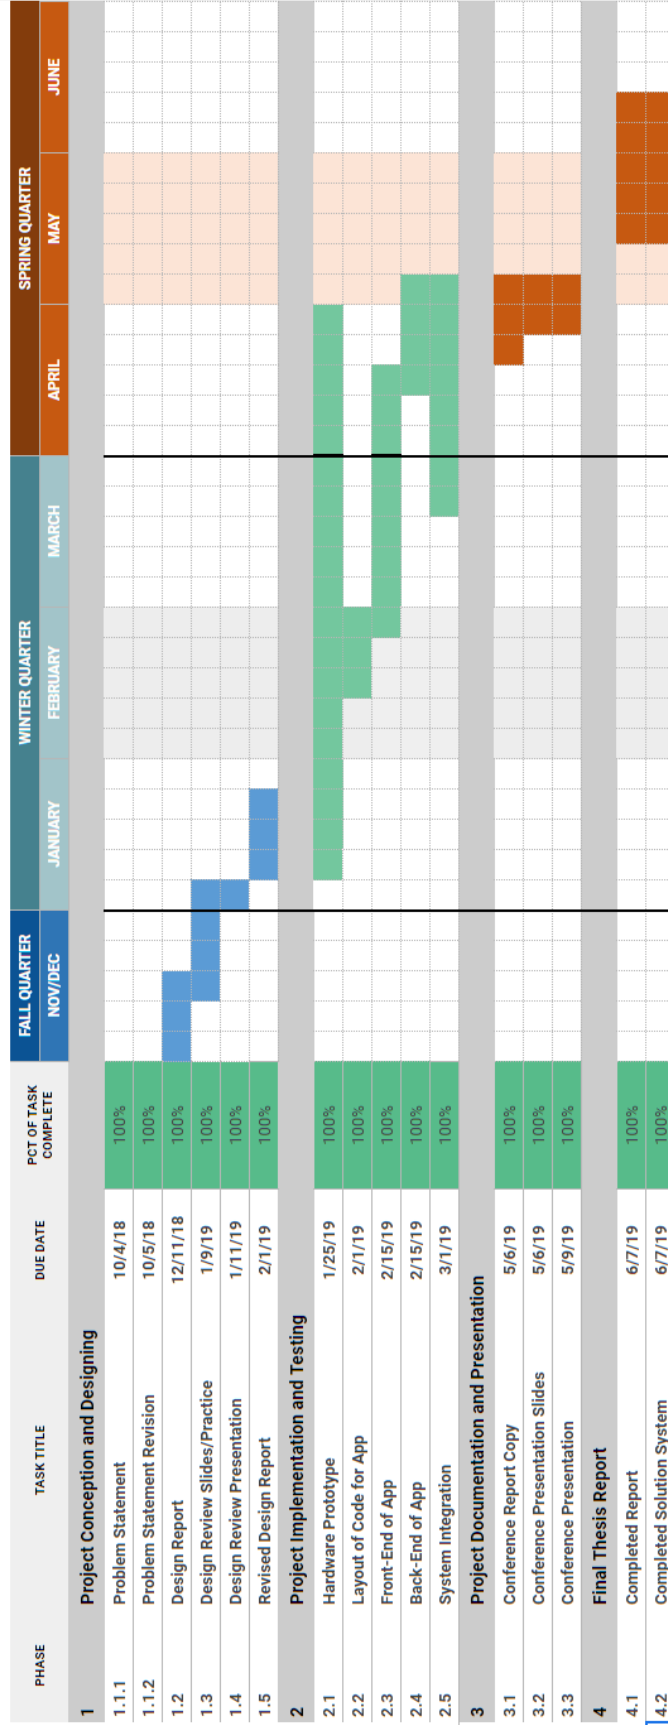 PHASE TASK TITLE DUE DATE PCT OF TASK COMPLETE FALL QUARTER WINTER QUARTER SPRING QUARTER
NOV/DEC JANUARY FEBRUARY MARCH APRIL MAY JUNE
1 Project Conception and Designing
1.1.1 Problem Statement 10/4/18 100%
1.1.2 Problem Statement Revision 10/5/18 100%
1.2 Design Report 12/11/18 100%
1.3 Design Review Slides/Practice 1/9/19 100%
1.4 Design Review Presentation 1/11/19 100%
1.5 Revised Design Report 2/1/19 100%
2 Project Implementation and Testing
2.1 Hardware Prototype 1/25/19 100%
2.2 Layout of Code for App 2/1/19 100%
2.3 Front-End of App 2/15/19 100%
2.4 Back-End of App 2/15/19 100%
2.5 System Integration 3/1/19 100%
3 Project Documentation and Presentation
3.1 Conference Report Copy 5/6/19 100%
3.2 Conference Presentation Slides 5/6/19 100%
3.3 Conference Presentation 5/9/19 100%
4 Final Thesis Report
4.1 Completed Report 6/7/19 100%
4.2 Completed Solution System 6/7/19 100%